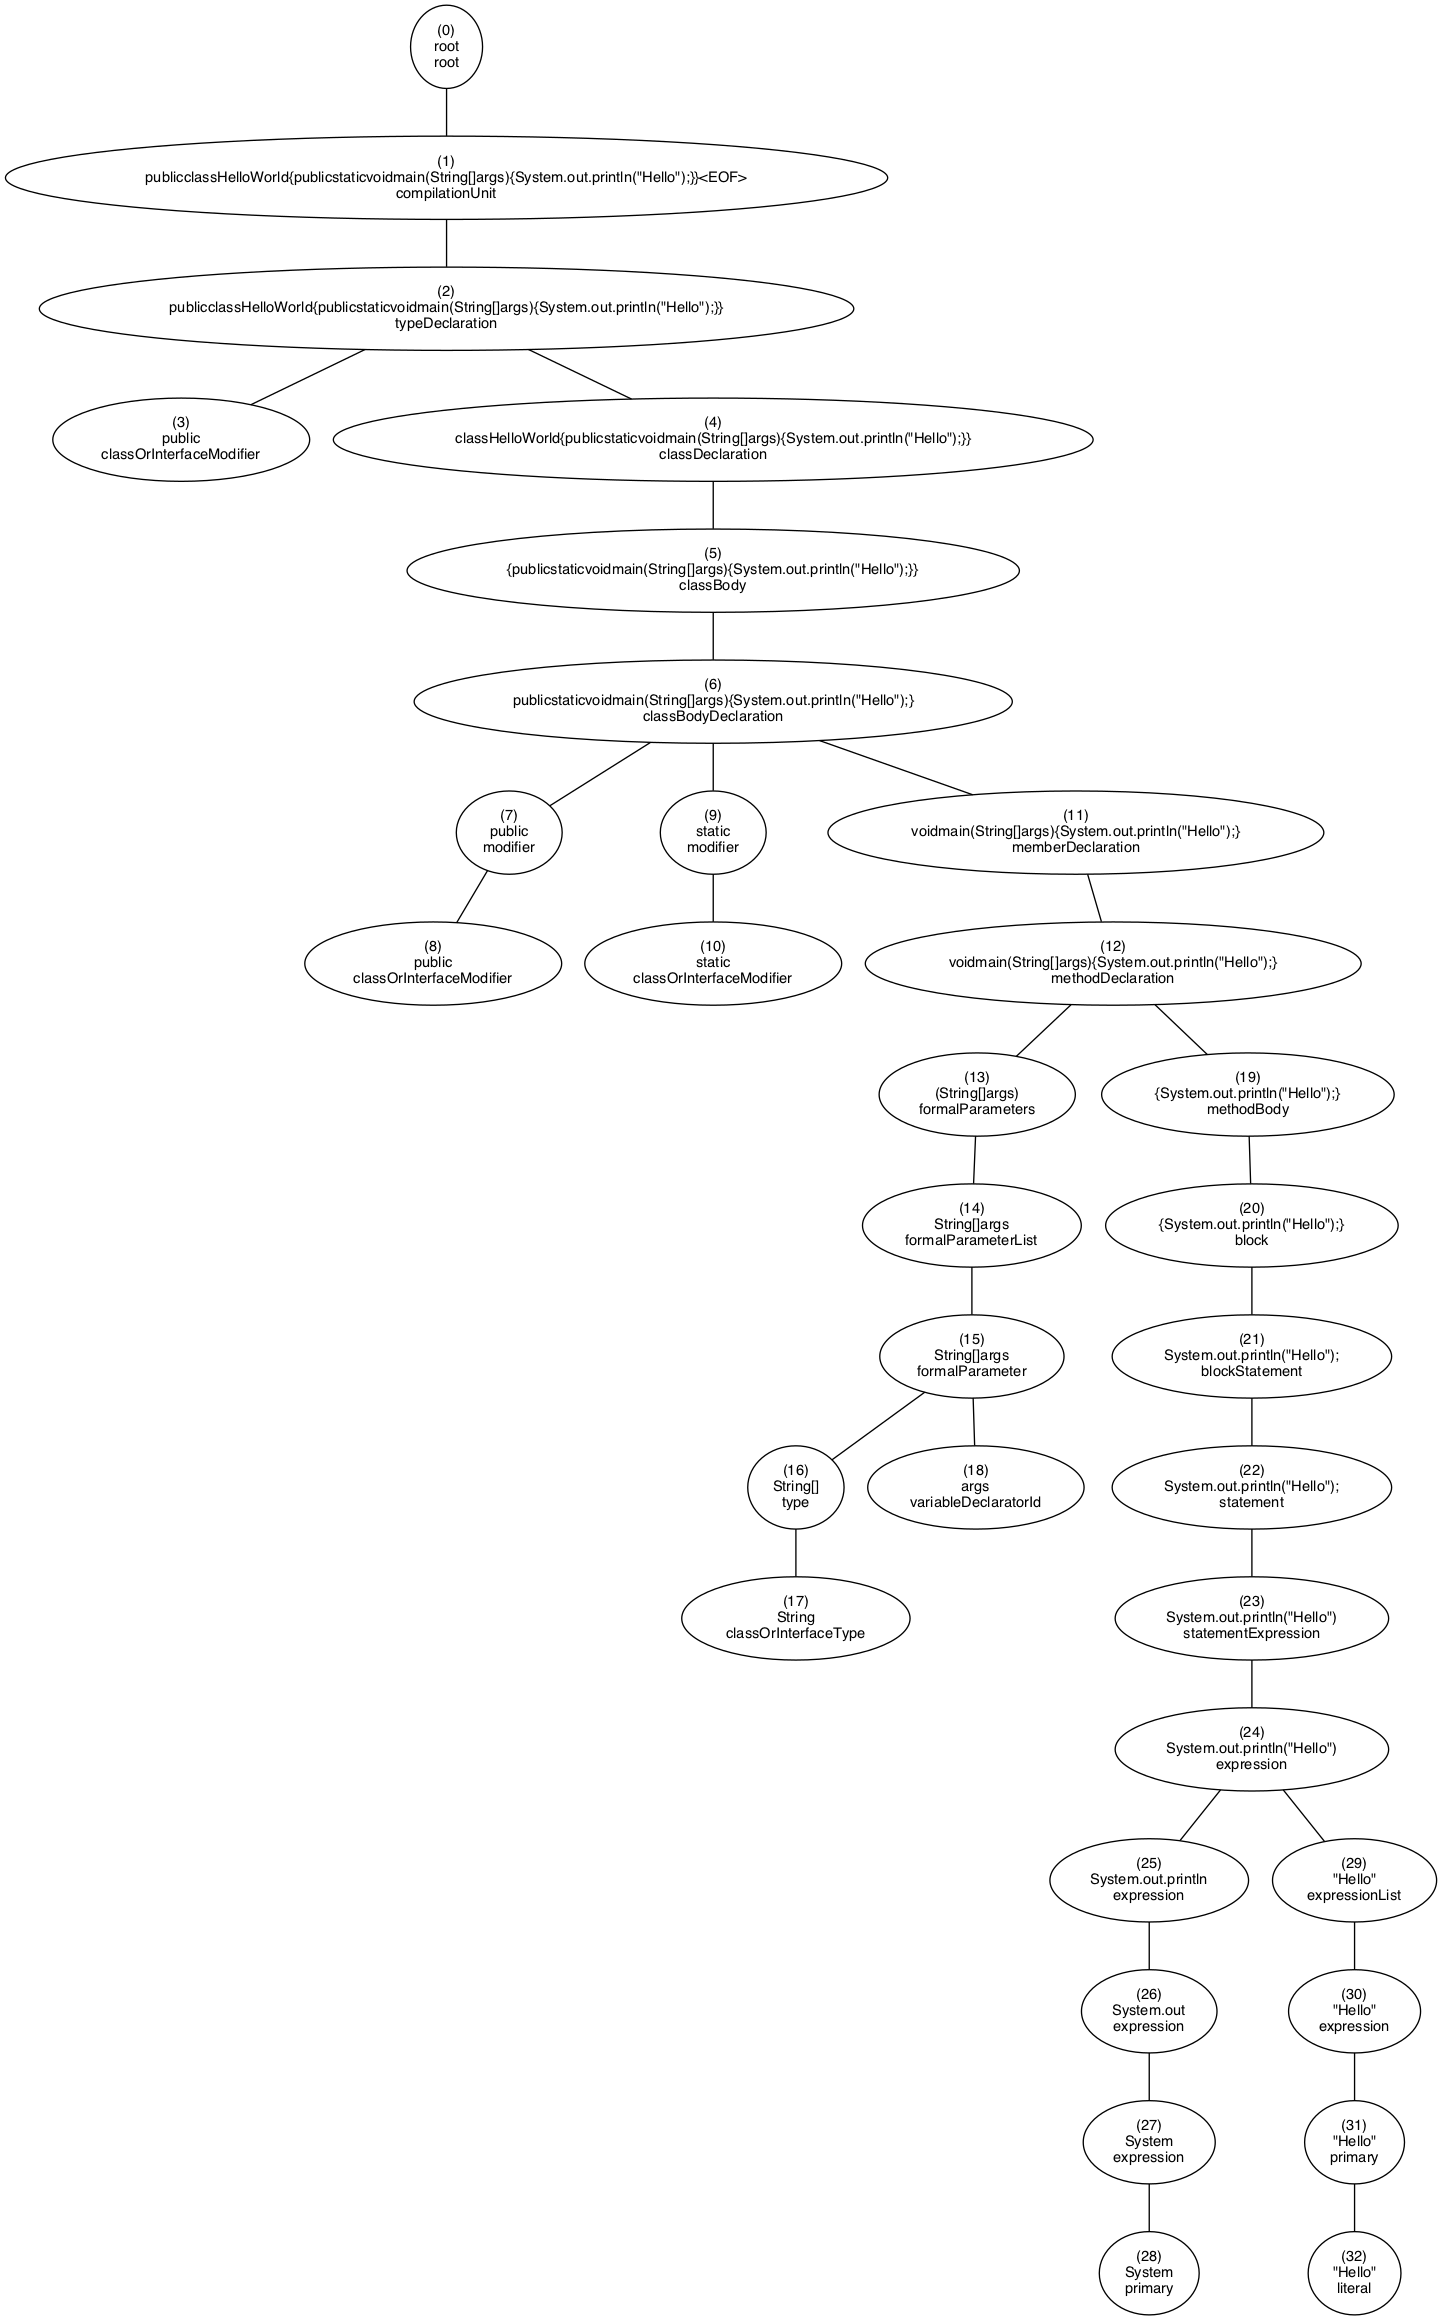 (0)
root
root
(1)
publicclassHelloWorld{publicstaticvoidmain(String[]args){System.out.println("Hello");}}<EOF>
compilationUnit
(2)
publicclassHelloWorld{publicstaticvoidmain(String[]args){System.out.println("Hello");}}
typeDeclaration
(3)
public
classOrInterfaceModifier
(4)
classHelloWorld{publicstaticvoidmain(String[]args){System.out.println("Hello");}}
classDeclaration
(5)
{publicstaticvoidmain(String[]args){System.out.println("Hello");}}
classBody
(6)
publicstaticvoidmain(String[]args){System.out.println("Hello");}
classBodyDeclaration
(7)
public
modifier
(9)
static
modifier
(11)
voidmain(String[]args){System.out.println("Hello");}
memberDeclaration
(8)
public
classOrInterfaceModifier
(10)
static
classOrInterfaceModifier
(12)
voidmain(String[]args){System.out.println("Hello");}
methodDeclaration
(13)
(String[]args)
formalParameters
(19)
{System.out.println("Hello");}
methodBody
(14)
String[]args
formalParameterList
(20)
{System.out.println("Hello");}
block
(15)
String[]args
formalParameter
(21)
System.out.println("Hello");
blockStatement
(16)
String[]
type
(18)
args
variableDeclaratorId
(22)
System.out.println("Hello");
statement
(17)
String
classOrInterfaceType
(23)
System.out.println("Hello")
statementExpression
(24)
System.out.println("Hello")
expression
(25)
System.out.println
expression
(29)
"Hello"
expressionList
(26)
System.out
expression
(30)
"Hello"
expression
(27)
System
expression
(31)
"Hello"
primary
(28)
System
primary
(32)
"Hello"
literal